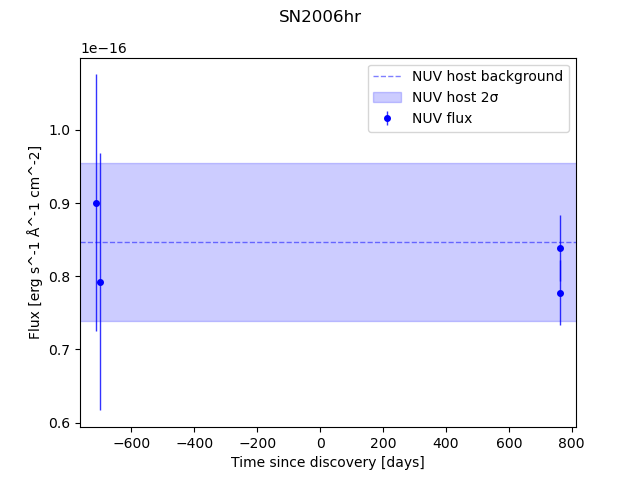 SN2006hr
1e−16
NUV host background
NUV host 2σ
NUV flux
1.0
0.9
0.8
0.7
0.6
Flux [erg s^-1 Å^-1 cm^-2]
−600 −400 −200 0 200 400 600 800
Time since discovery [days]